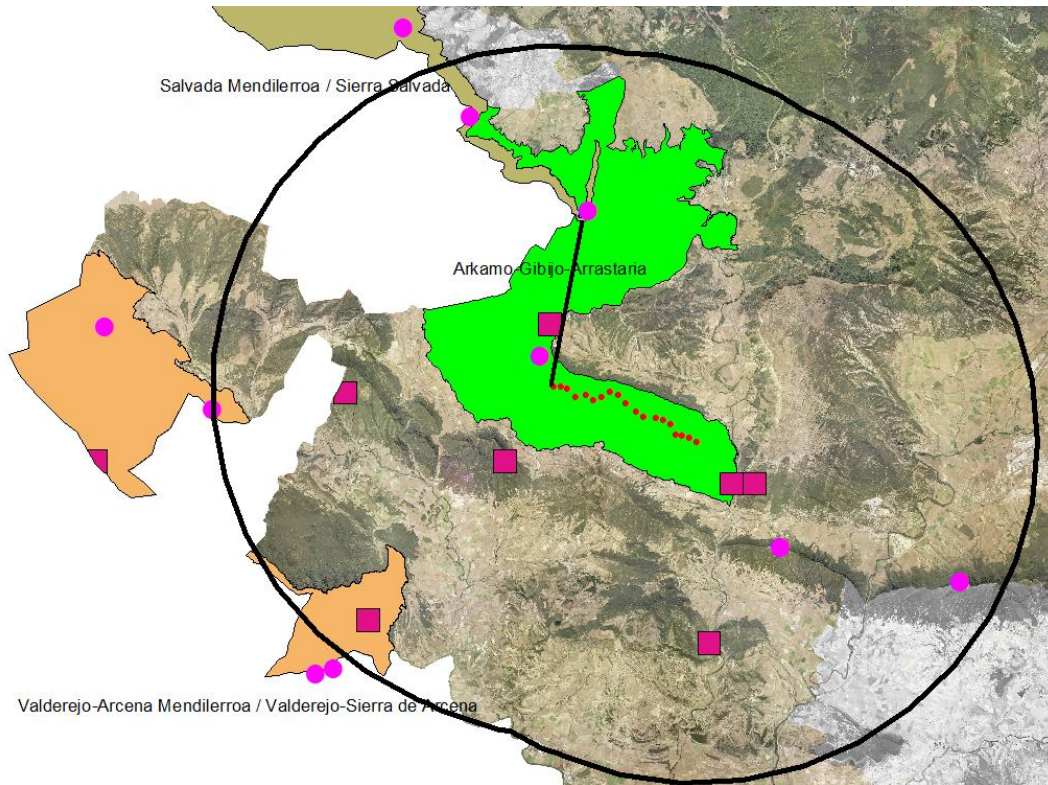 Salvada Mendilerroa / Sierra Salvada
Arkamo-Gibijo-Arrastaria
Valderejo-Arcena Mendilerroa / Valderejo-Sierra de Arcena